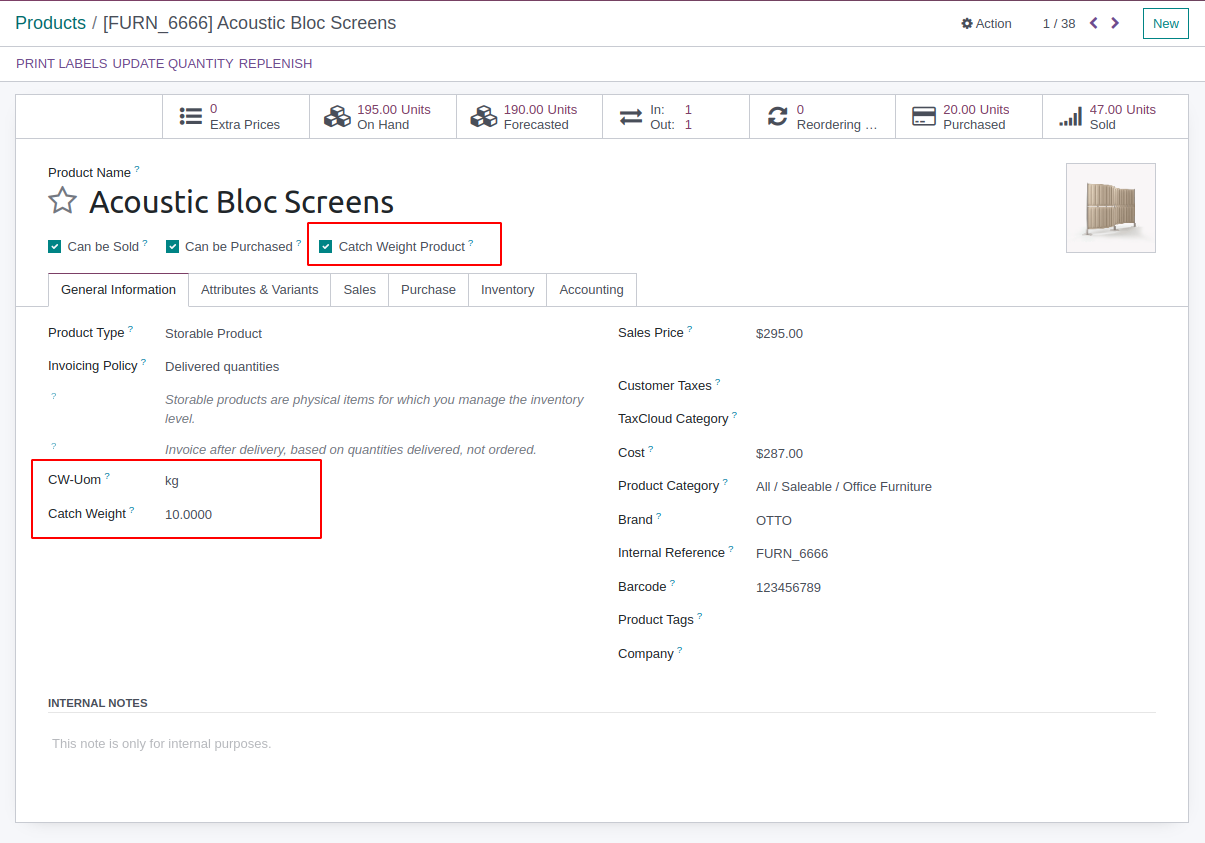 Products / [FURN_6666] Acoustic Bloc Screens
Action 1 / 38 New
PRINT LABELS UPDATE QUANTITY REPLENISH
0
Extra Prices
195.00 Units
On Hand
190.00 Units
Forecasted
In: 1
Out: 1
0
Reordering ...
20.00 Units
Purchased
47.00 Units
Sold
Product Name ?
Acoustic Bloc Screens
Can be Sold ? Can be Purchased ? Catch Weight Product ?
General Information Attributes & Variants Sales Purchase Inventory Accounting
Product Type ? Storable Product
Invoicing Policy ? Delivered quantities
? Storable products are physical items for which you manage the inventory
level.
? Invoice after delivery, based on quantities delivered, not ordered.
CW-Uom ? kg
Catch Weight ? 10.0000
Sales Price ? $295.00
Customer Taxes ?
TaxCloud Category ?
Cost ? $287.00
Product Category ? All / Saleable / Office Furniture
Brand ? OTTO
Internal Reference ? FURN_6666
Barcode ? 123456789
Product Tags ?
Company ?
INTERNAL NOTES
This note is only for internal purposes.